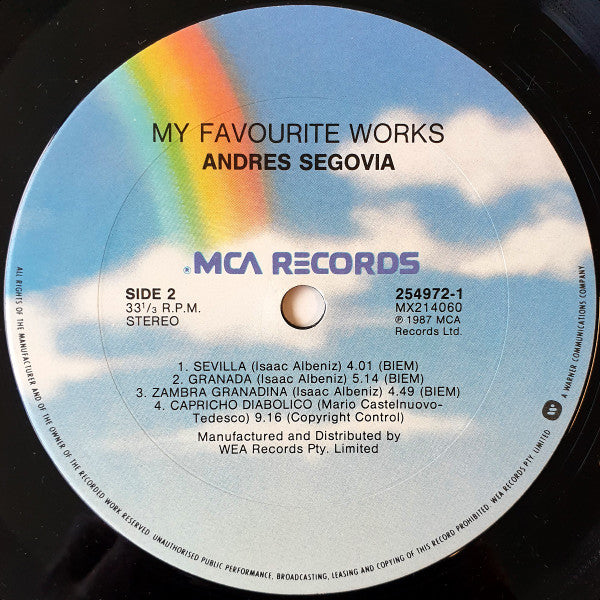 MY FAVOURITE WORKS
ANDRES SEGOVIA
® MCA RECORDS
SIDE 2
33 1/3 R.P.M.
STEREO
254972-1
MX214060
℗ 1987 MCA
Records Ltd.
1. SEVILLA (Isaac Albeniz) 4.01 (BIEM)
2. GRANADA (Isaac Albeniz) 5.14 (BIEM)
3. ZAMBRA GRANADINA (Isaac Albeniz) 4.49 (BIEM)
4. CAPRICHO DIABOLICO (Mario Castelnuovo-
Tedesco) 9.16 (Copyright Control)
Manufactured and Distributed by
WEA Records Pty. Limited
ALL RIGHTS OF THE MANUFACTURER AND OF THE OWNER OF THE RECORDED WORK RESERVED. UNAUTHORISED PUBLIC PERFORMANCE, BROADCASTING, LEASING AND COPYING OF THIS RECORD PROHIBITED. WEA RECORDS PTY. LIMITED
A WARNER COMMUNICATIONS COMPANY